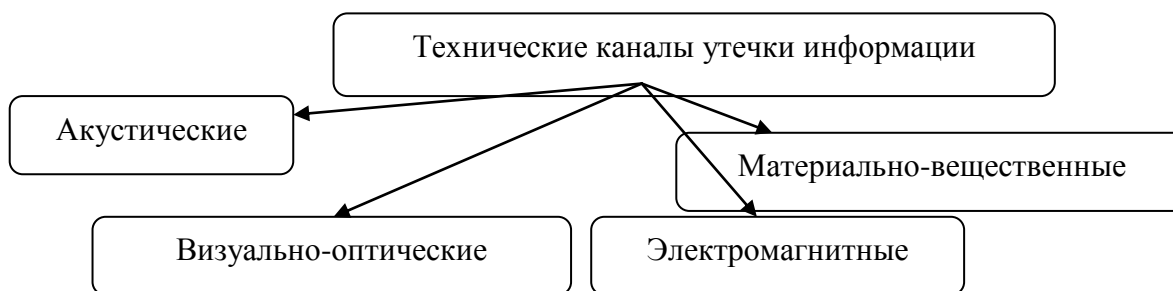 Технические каналы утечки информации
Акустические
Материально-вещественные
Визуально-оптические
Электромагнитные